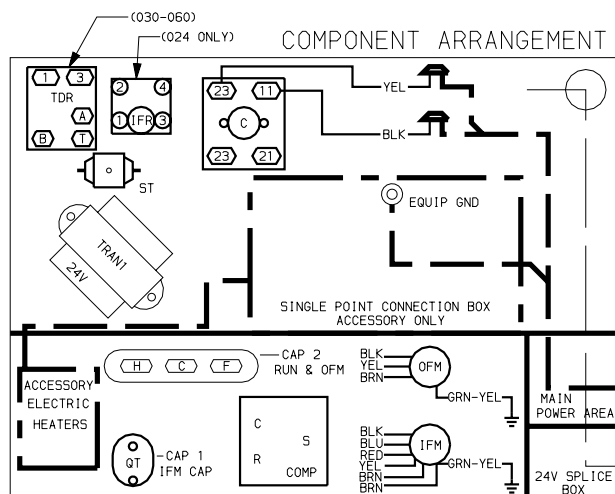 (030-060)
(024 ONLY)
COMPONENT ARRANGEMENT
1 3
TDR
A
B T
2 4
1 IFR 3
23 11
C
23 21
YEL
BLK
ST
EQUIP GND
TRAN1
24V
SINGLE POINT CONNECTION BOX
ACCESSORY ONLY
H C F
CAP 2
RUN & OFM
BLK
YEL
BRN
OFM
GRN-YEL
ACCESSORY
ELECTRIC
HEATERS
MAIN
POWER AREA
QT
CAP 1
IFM CAP
C
S
R
COMP
BLK
BLU
RED
YEL
BRN
BRN
IFM
GRN-YEL
24V SPLICE
BOX